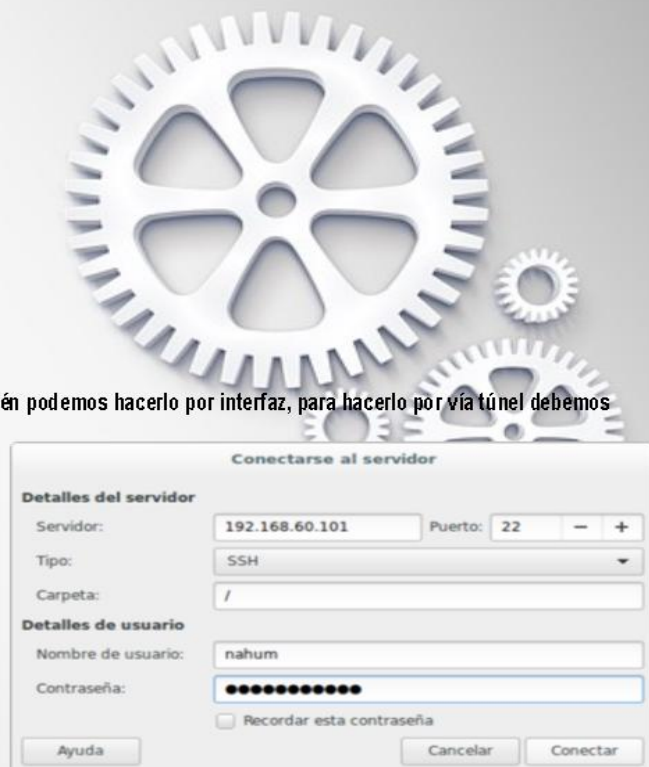 én podemos hacerlo por interfaz, para hacerlo por vía túnel debemos
Conectarse al servidor
Detalles del servidor
Servidor: 192.168.60.101 Puerto: 22 − +
Tipo: SSH
Carpeta: /
Detalles de usuario
Nombre de usuario: nahum
Contraseña: ●●●●●●●●●●●
Recordar esta contraseña
Ayuda Cancelar Conectar